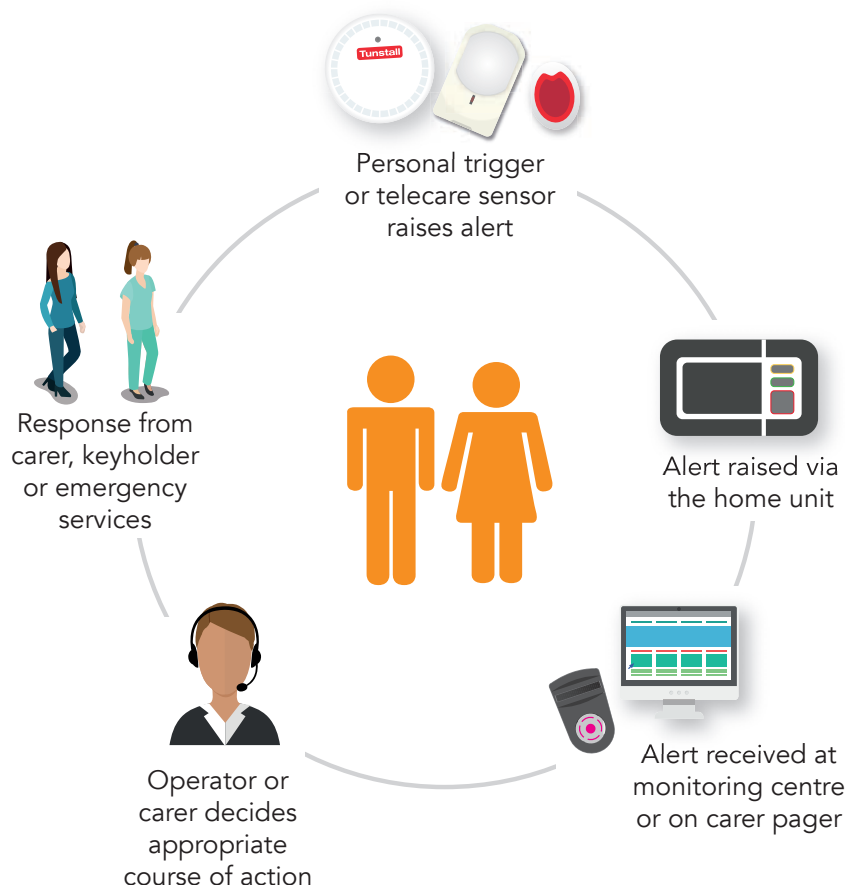 Tunstall
Personal trigger
or telecare sensor
raises alert
Alert raised via
the home unit
Alert received at
monitoring centre
or on carer pager
Operator or
carer decides
appropriate
course of action
Response from
carer, keyholder
or emergency
services